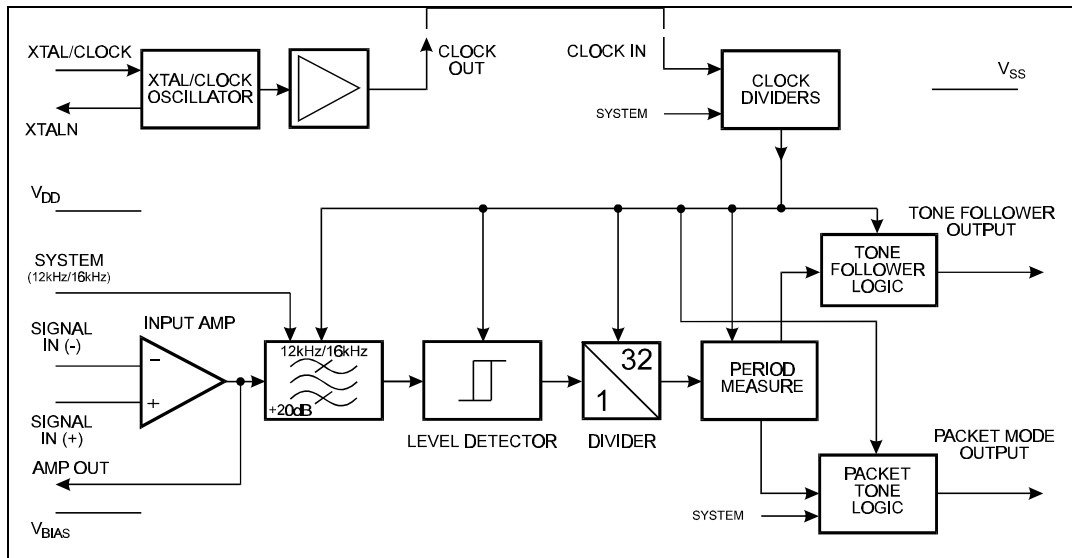 XTAL/CLOCK
XTAL/CLOCK
OSCILLATOR
XTALN
CLOCK
OUT
CLOCK IN
CLOCK
DIVIDERS
SYSTEM
VSS
VDD
SYSTEM
(12kHz/16kHz)
SIGNAL
IN (-)
INPUT AMP
−
+
SIGNAL
IN (+)
AMP OUT
VBIAS
12kHz/16kHz
+20dB
LEVEL DETECTOR
32
1
DIVIDER
PERIOD
MEASURE
TONE
FOLLOWER
LOGIC
TONE FOLLOWER
OUTPUT
PACKET
TONE
LOGIC
SYSTEM
PACKET MODE
OUTPUT